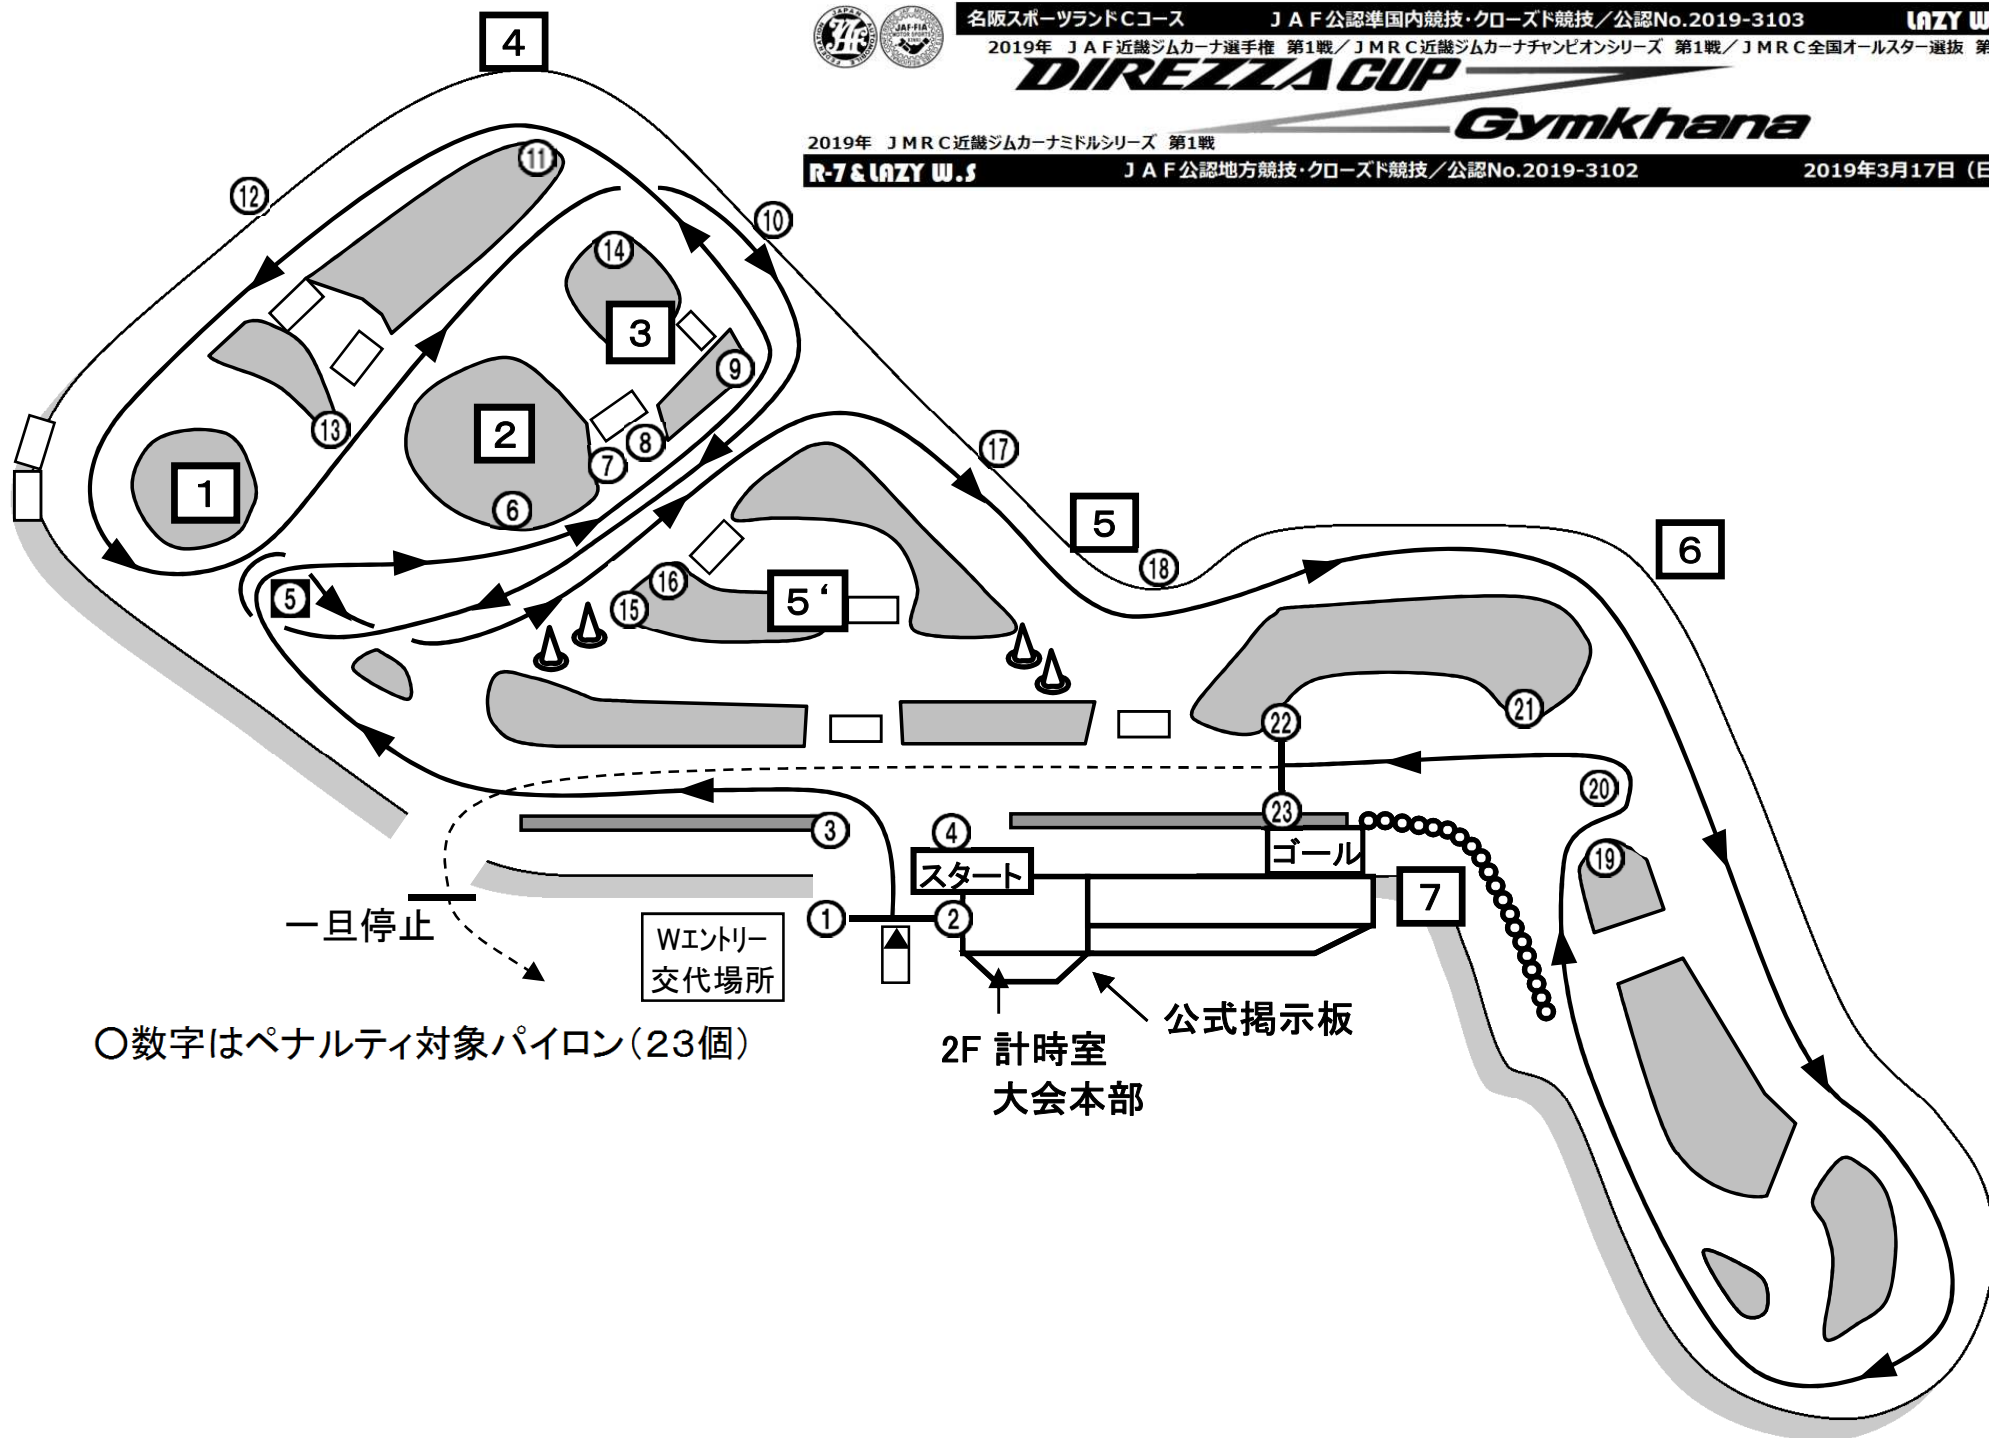 名阪スポーツランドCコース JAF公認準国内競技・クローズド競技/公認No.2019-3103 LAZY W
2019年 JAF近畿ジムカーナ選手権 第1戦/JMRC近畿ジムカーナチャンピオンシリーズ 第1戦/JMRC全国オールスター選抜 第
DIREZZA CUP
Gymkhana
2019年 JMRC近畿ジムカーナミドルシリーズ 第1戦
R-7 & LAZY W.S JAF公認地方競技・クローズド競技/公認No.2019-3102 2019年3月17日(日
JAPAN AUTOMOBILE FEDERATION
JAF
JAF-FIA
4
⑪
⑫
⑩
⑭
3
⑨
2
⑧
⑬
⑦
⑰
1
⑥
5
6
⑱
⑤
⑯
⑮
5‘
㉒
㉑
⑳
③
④
㉓
スタート
ゴール
⑲
7
①
②
一旦停止
Wエントリー
交代場所
公式掲示板
○数字はペナルティ対象パイロン(23個)
2F 計時室
大会本部